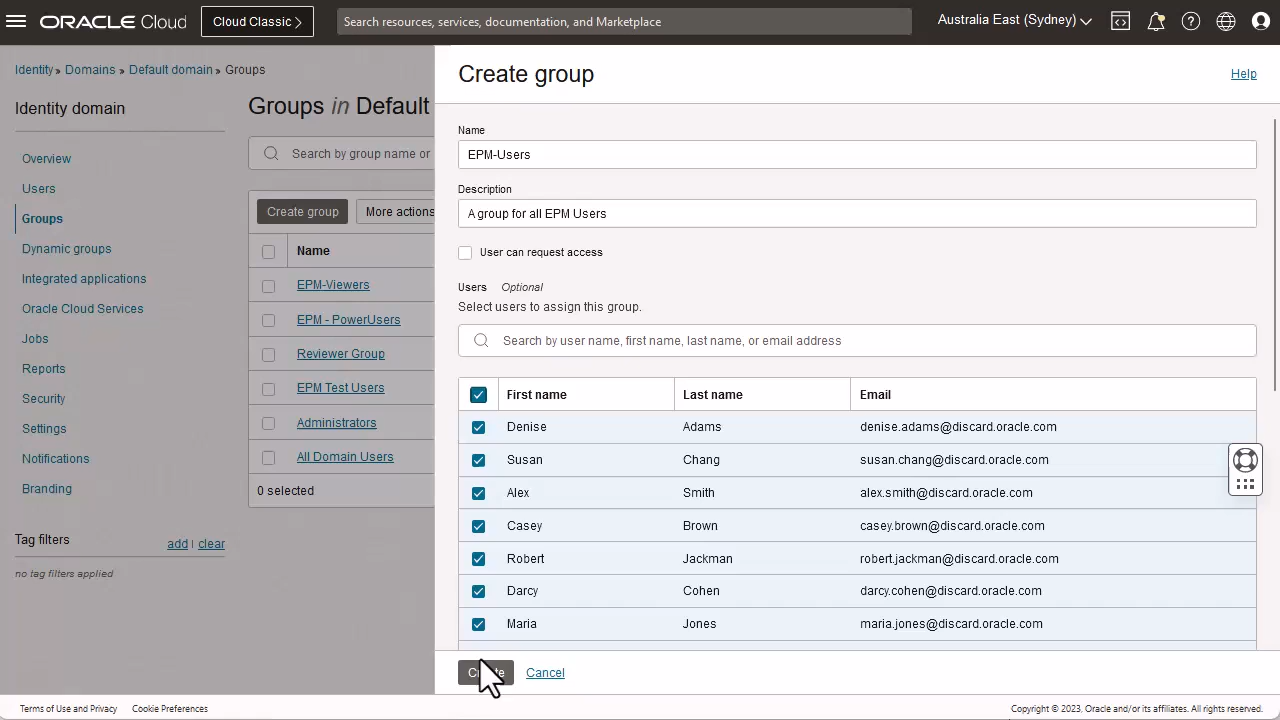 ORACLE Cloud
Cloud Classic
Search resources, services, documentation, and Marketplace
Australia East (Sydney)
Identity » Domains » Default domain » Groups
Identity domain
Overview
Users
Groups
Dynamic groups
Integrated applications
Oracle Cloud Services
Jobs
Reports
Security
Settings
Notifications
Branding
Tag filters
add | clear
no tag filters applied
Groups in Default
Search by group name or
Create group
More actions
Name
EPM-Viewers
EPM - PowerUsers
Reviewer Group
EPM Test Users
Administrators
All Domain Users
0 selected
Create group
Help
Name
EPM-Users
Description
A group for all EPM Users
User can request access
Users Optional
Select users to assign this group.
Search by user name, first name, last name, or email address
First name Last name Email
Denise Adams denise.adams@discard.oracle.com
Susan Chang susan.chang@discard.oracle.com
Alex Smith alex.smith@discard.oracle.com
Casey Brown casey.brown@discard.oracle.com
Robert Jackman robert.jackman@discard.oracle.com
Darcy Cohen darcy.cohen@discard.oracle.com
Maria Jones maria.jones@discard.oracle.com
Cancel
Terms of Use and Privacy Cookie Preferences
Copyright © 2023, Oracle and/or its affiliates. All rights reserved.